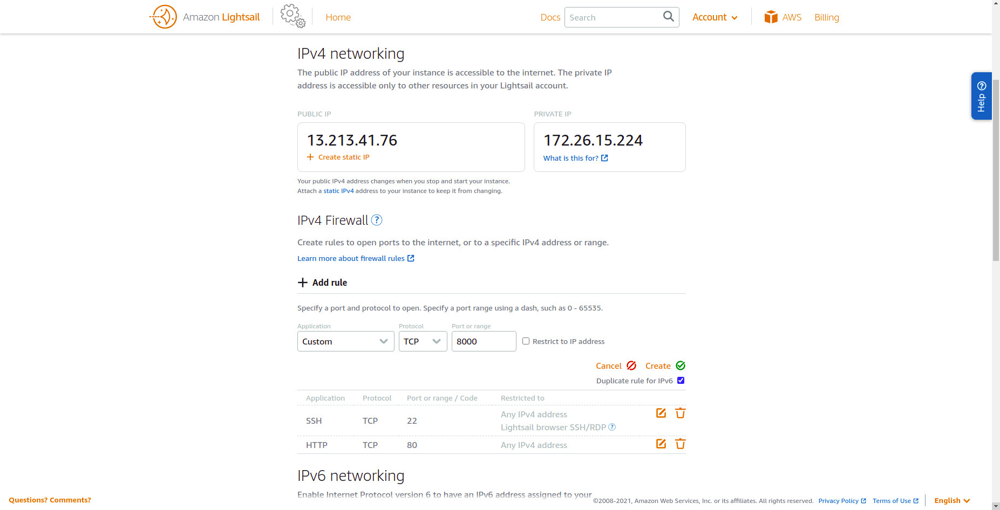 Amazon Lightsail
Home
Docs
Search
Account
AWS
Billing
IPv4 networking
The public IP address of your instance is accessible to the internet. The private IP
address is accessible only to other resources in your Lightsail account.
Help
PUBLIC IP
PRIVATE IP
13.213.41.76
172.26.15.224
Create static IP
What is this for?
Your public IPv4 address changes when you stop and start your instance.
Attach a static IPv4 address to your instance to keep it from changing.
IPv4 Firewall ?
Create rules to open ports to the internet, or to a specific IPv4 address or range.
Learn more about firewall rules
+ Add rule
Specify a port and protocol to open. Specify a port range using a dash, such as 0 - 65535.
Application Protocol Port or range
Custom TCP 8000 Restrict to IP address
Cancel Create
Duplicate rule for IPv6
Application Protocol Port or range / Code Restricted to
SSH TCP 22 Any IPv4 address
Lightsail browser SSH/RDP ?
HTTP TCP 80 Any IPv4 address
IPv6 networking
Enable Internet Protocol version 6 to have an IPv6 address assigned to your
Questions? Comments?
©2008-2021, Amazon Web Services, Inc. or its affiliates. All rights reserved. Privacy Policy Terms of Use English